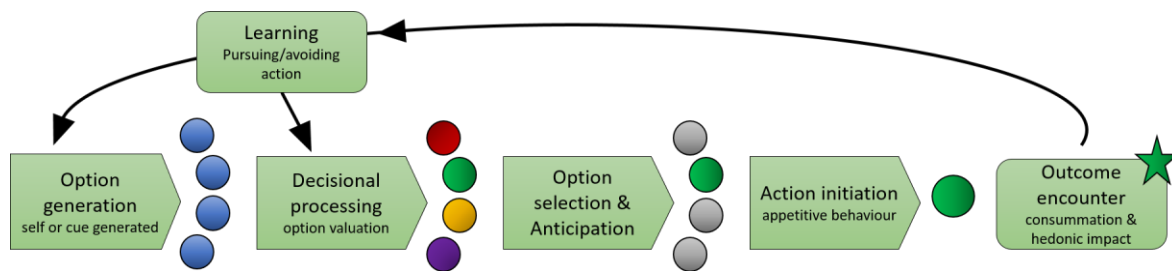 Learning
Pursuing/avoiding
action
Option
generation
self or cue generated
Decisional
processing
option valuation
Option
selection &
Anticipation
Action initiation
appetitive behaviour
Outcome
encounter
consummation &
hedonic impact